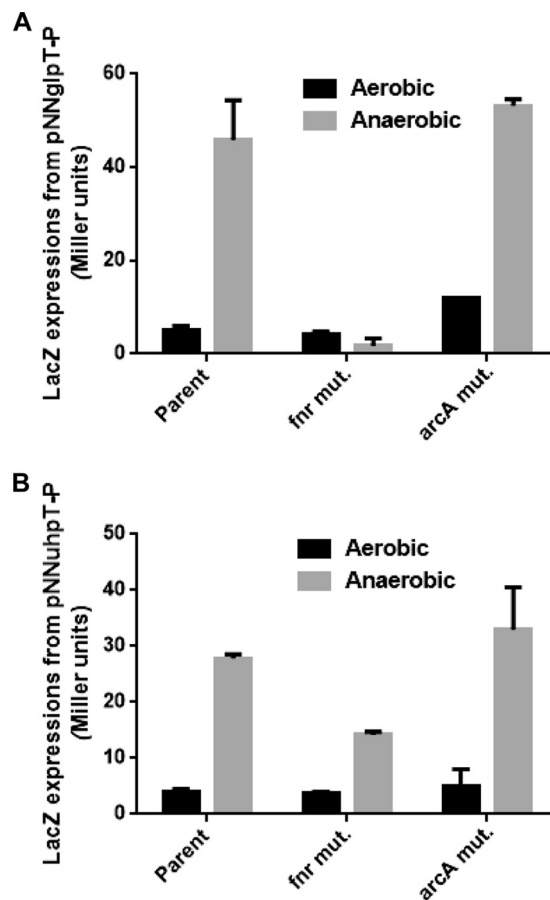 A
LacZ expressions from pNNglpT-P
(Miller units)
60
40
20
0
Aerobic
Anaerobic
Parent
fnr mut.
arcA mut.
B
LacZ expressions from pNNuhpT-P
(Miller units)
50
40
30
20
10
0
Aerobic
Anaerobic
Parent
fnr mut.
arcA mut.